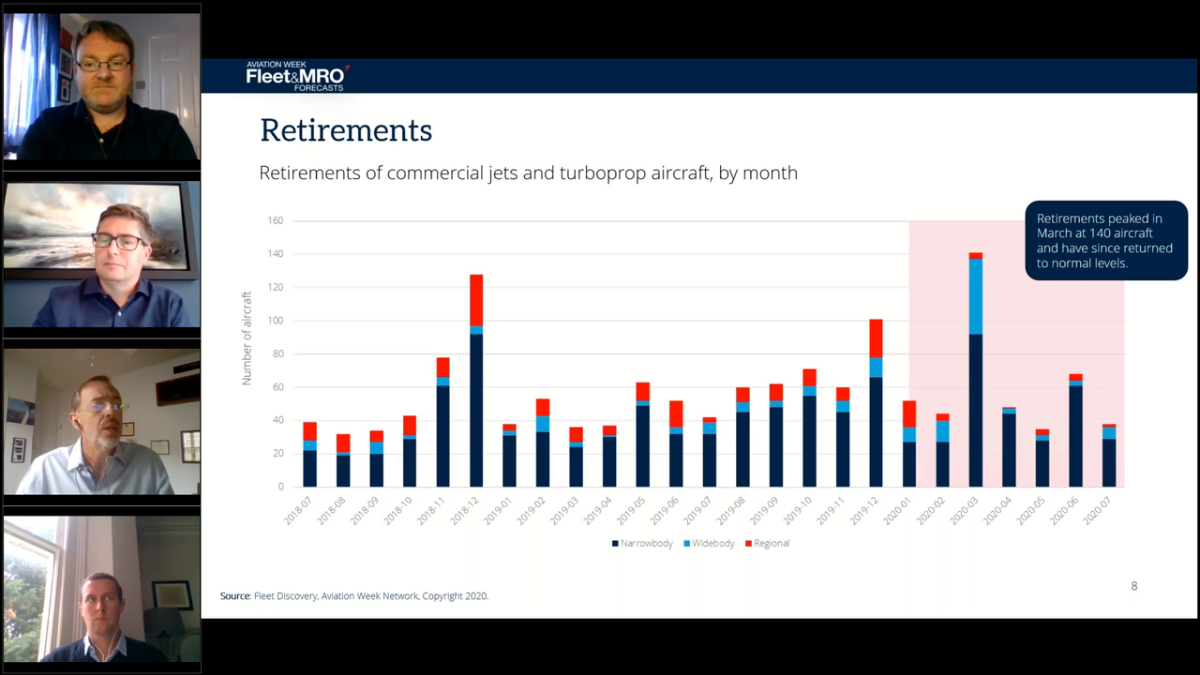 AVIATION WEEK
Fleet&MRO
FORECASTS
Retirements
Retirements of commercial jets and turboprop aircraft, by month
Retirements peaked in
March at 140 aircraft
and have since returned
to normal levels.
Number of aircraft
160
140
120
100
80
60
40
20
0
2018-07
2018-08
2018-09
2018-10
2018-11
2018-12
2019-01
2019-02
2019-03
2019-04
2019-05
2019-06
2019-07
2019-08
2019-09
2019-10
2019-11
2019-12
2020-01
2020-02
2020-03
2020-04
2020-05
2020-06
2020-07
Narrowbody Widebody Regional
Source: Fleet Discovery, Aviation Week Network, Copyright 2020.
8